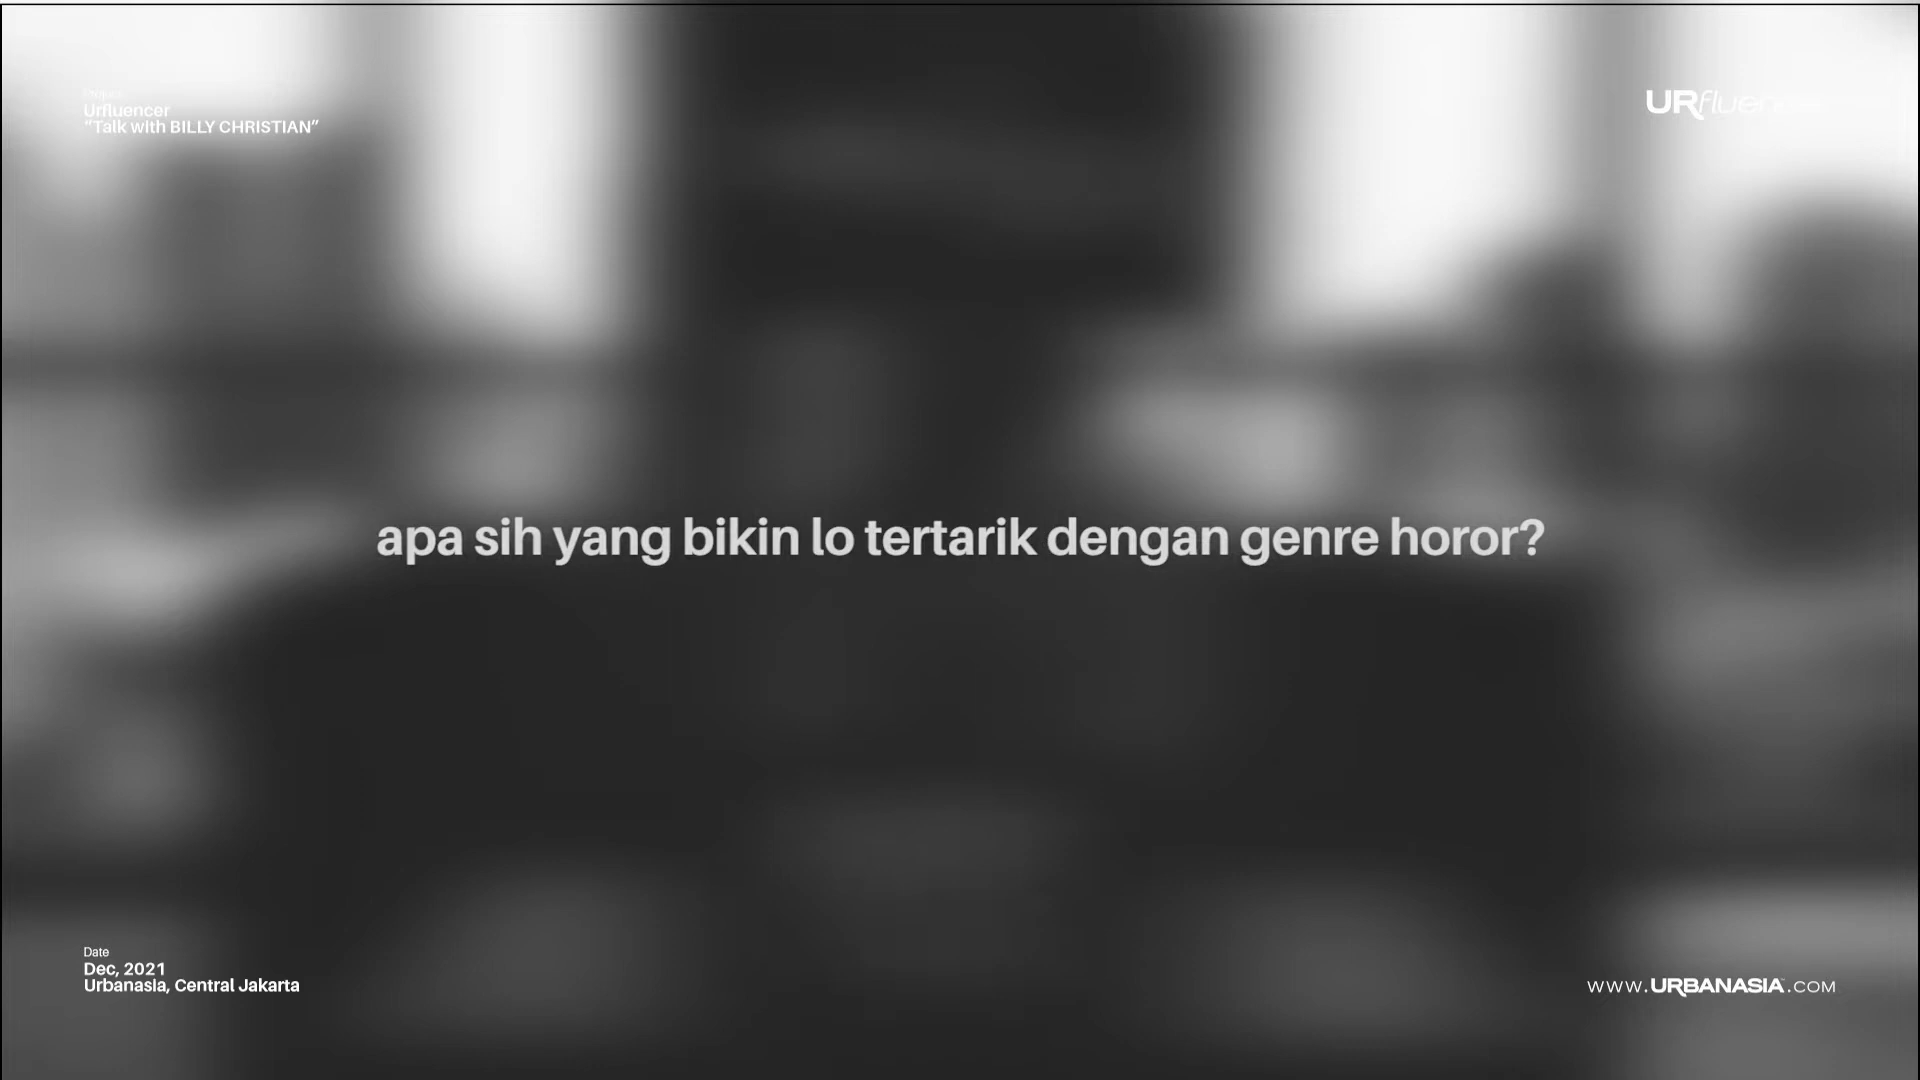 Project
Urfluencer
“Talk with BILLY CHRISTIAN”
URfluen
apa sih yang bikin lo tertarik dengan genre horor?
Date
Dec, 2021
Urbanasia, Central Jakarta
WWW.URBANASIA.COM